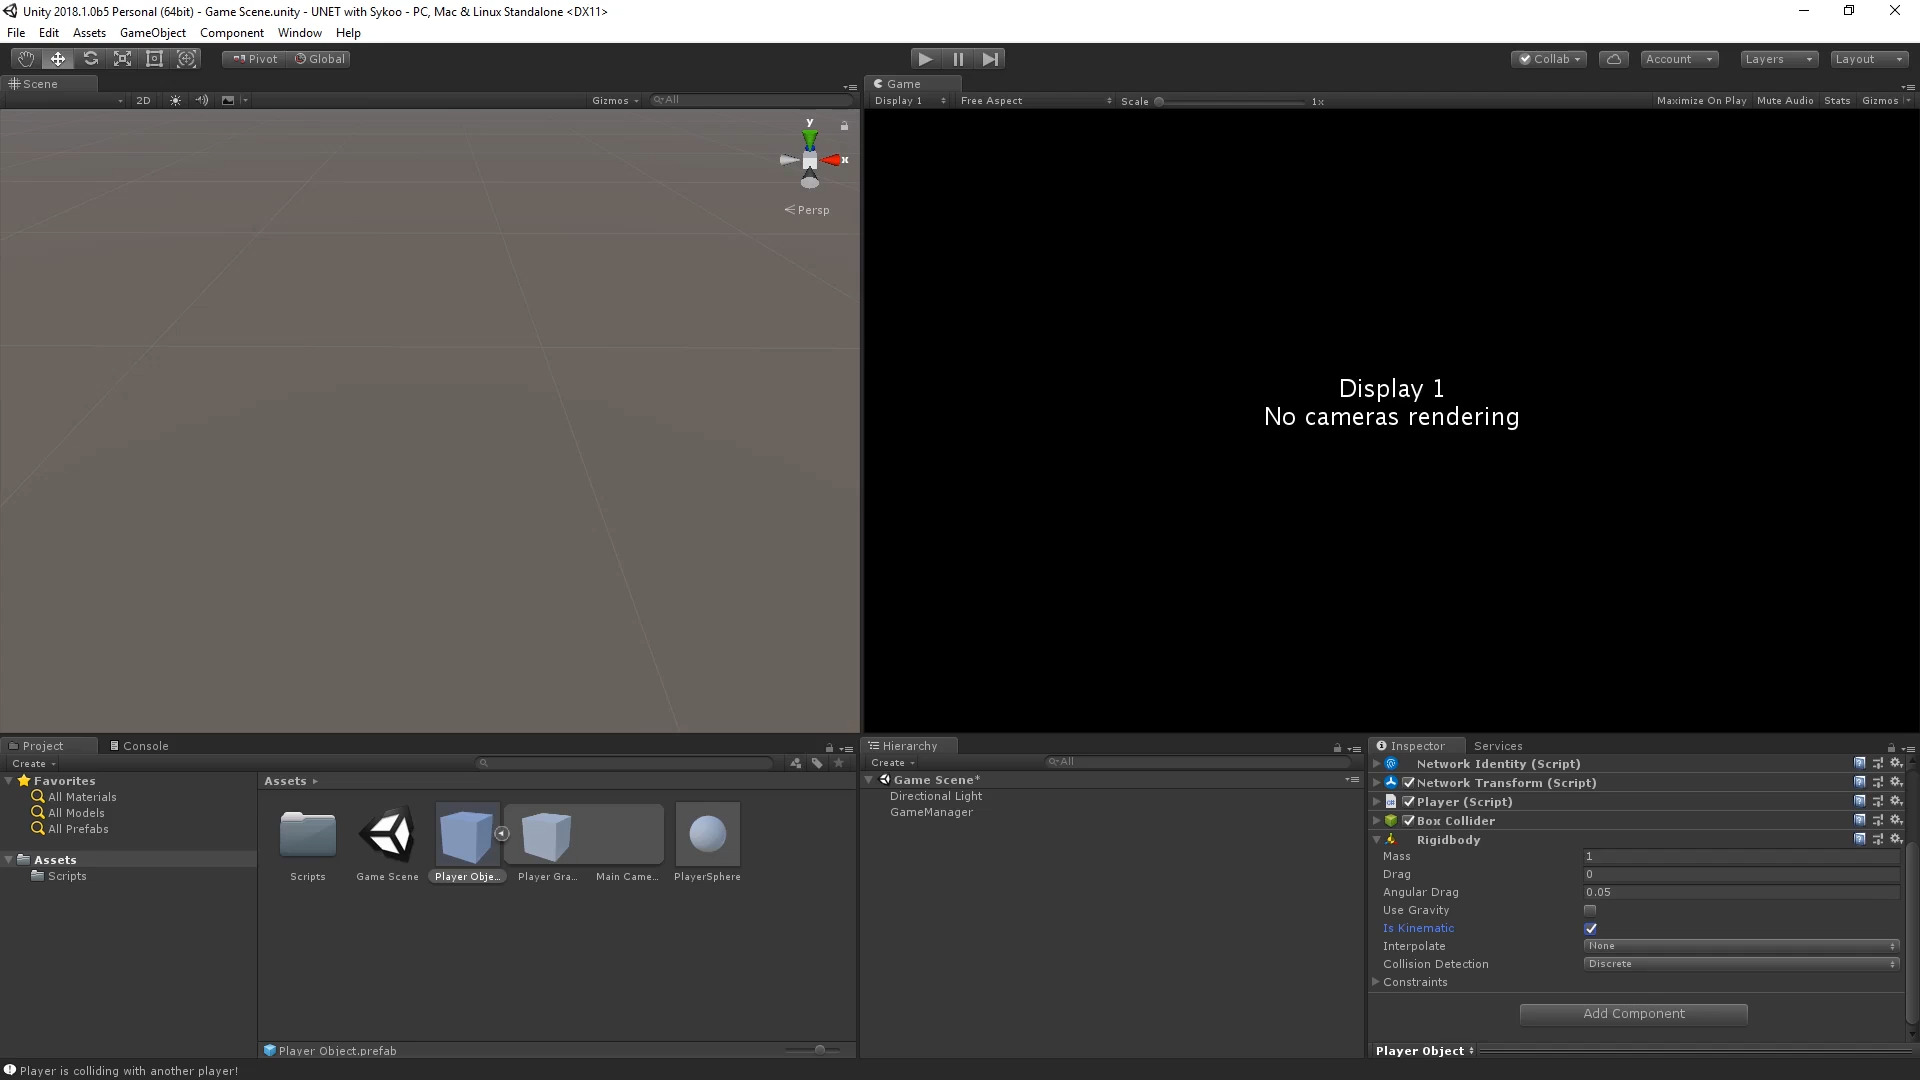 Unity 2018.1.0b5 Personal (64bit) - Game Scene.unity - UNET with Sykoo - PC, Mac & Linux Standalone <DX11>
File Edit Assets GameObject Component Window Help
Pivot Global Collab Account Layers Layout
Scene
2D Gizmos All
y
x
Persp
Game
Display 1 Free Aspect Scale 1x Maximize On Play Mute Audio Stats Gizmos
Display 1
No cameras rendering
Project Console
Create
Favorites
All Materials
All Models
All Prefabs
Assets
Scripts
Assets
Scripts
Game Scene
Player Obje...
Player Gra...
Main Came...
PlayerSphere
Player Object.prefab
Hierarchy
Create All
Game Scene*
Directional Light
GameManager
Inspector Services
Network Identity (Script)
Network Transform (Script)
Player (Script)
Box Collider
Rigidbody
Mass 1
Drag 0
Angular Drag 0.05
Use Gravity
Is Kinematic
Interpolate None
Collision Detection Discrete
Constraints
Add Component
Player Object
Player is colliding with another player!